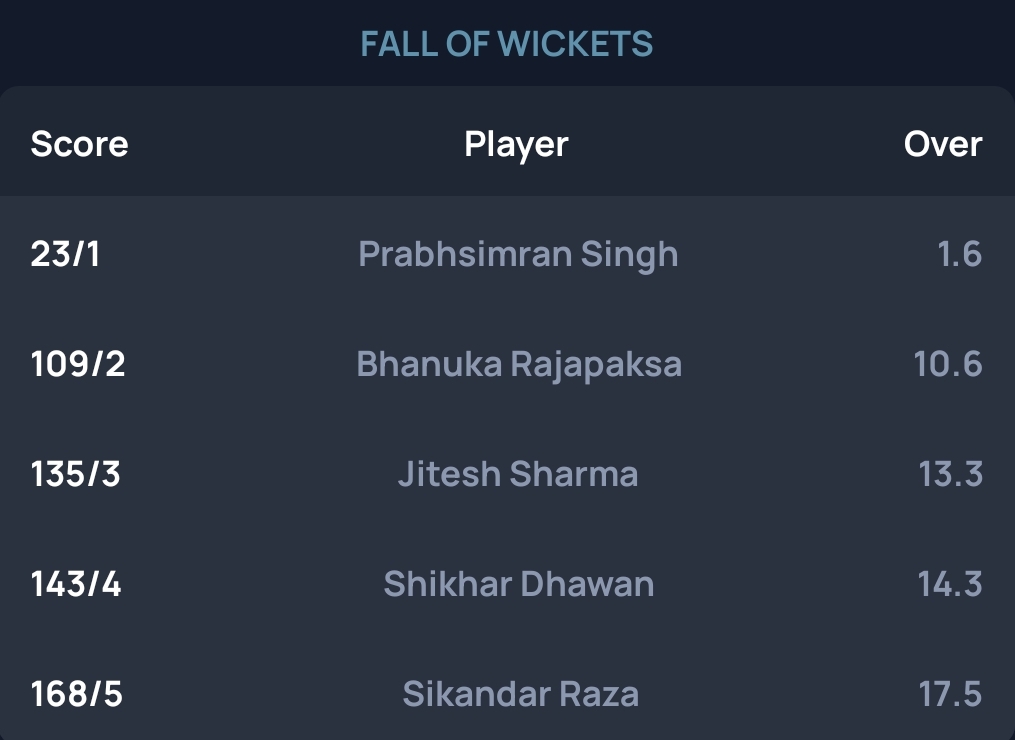 FALL OF WICKETS
Score Player Over
23/1 Prabhsimran Singh 1.6
109/2 Bhanuka Rajapaksa 10.6
135/3 Jitesh Sharma 13.3
143/4 Shikhar Dhawan 14.3
168/5 Sikandar Raza 17.5